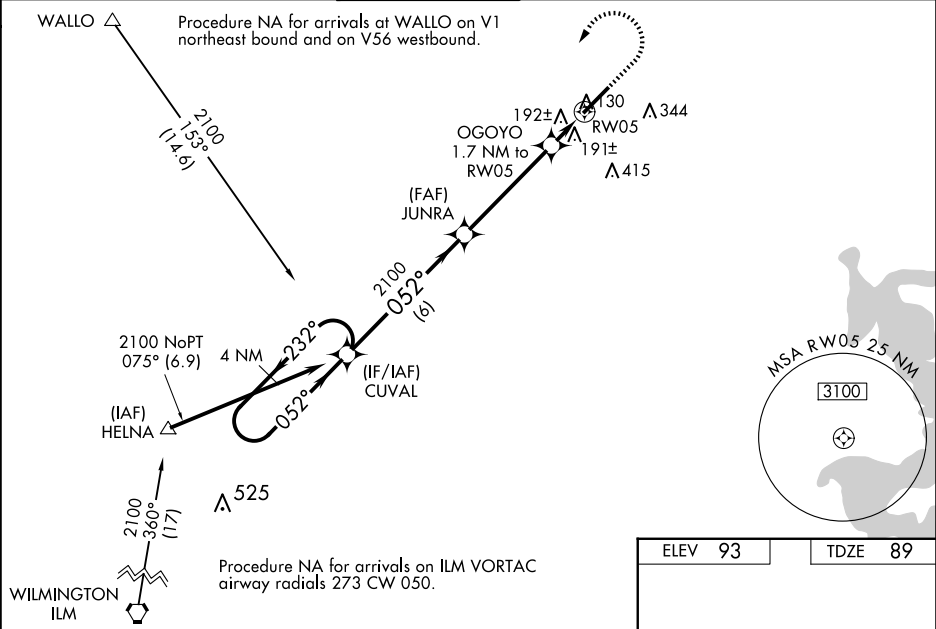 WALLO
Procedure NA for arrivals at WALLO on V1
northeast bound and on V56 westbound.
2100
153°
(14.6)
192±
130
RW05
344
191±
415
OGOYO
1.7 NM to
RW05
(FAF)
JUNRA
2100
052°
(6)
2100 NoPT
075° (6.9)
4 NM
232°
052°
(IF/IAF)
CUVAL
(IAF)
HELNA
525
2100
360°
(17)
WILMINGTON
ILM
Procedure NA for arrivals on ILM VORTAC
airway radials 273 CW 050.
MSA RW05 25 NM
3100
ELEV 93
TDZE 89